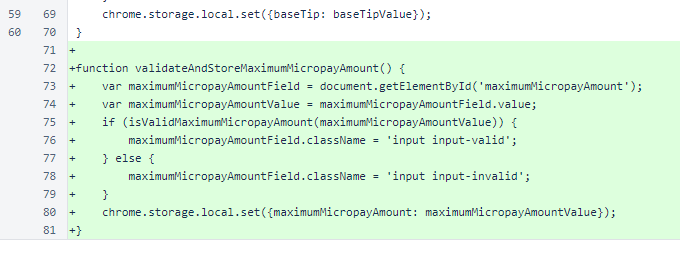 59 69 chrome.storage.local.set({baseTip: baseTipValue});
60 70 }
71 +
72 +function validateAndStoreMaximumMicropayAmount() {
73 + var maximumMicropayAmountField = document.getElementById('maximumMicropayAmount');
74 + var maximumMicropayAmountValue = maximumMicropayAmountField.value;
75 + if (isValidMaximumMicropayAmount(maximumMicropayAmountValue)) {
76 + maximumMicropayAmountField.className = 'input input-valid';
77 + } else {
78 + maximumMicropayAmountField.className = 'input input-invalid';
79 + }
80 + chrome.storage.local.set({maximumMicropayAmount: maximumMicropayAmountValue});
81 +}